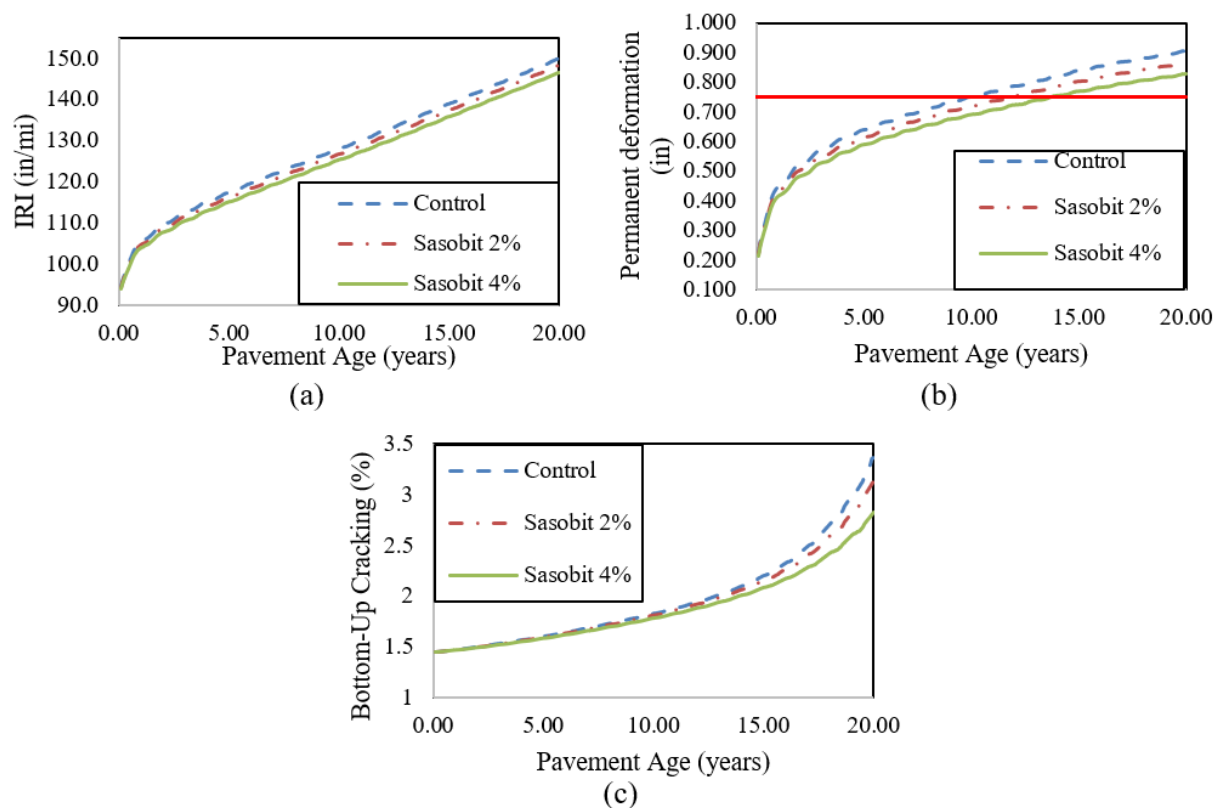 IRI (in/mi)
150.0
140.0
130.0
120.0
110.0
100.0
90.0
Control
Sasobit 2%
Sasobit 4%
0.00 5.00 10.00 15.00 20.00
Pavement Age (years)
(a)
Permanent deformation
(in)
1.000
0.900
0.800
0.700
0.600
0.500
0.400
0.300
0.200
0.100
Control
Sasobit 2%
Sasobit 4%
0.00 5.00 10.00 15.00 20.00
Pavement Age (years)
(b)
Bottom-Up Cracking (%)
3.5
3
2.5
2
1.5
1
Control
Sasobit 2%
Sasobit 4%
0.00 5.00 10.00 15.00 20.00
Pavement Age (years)
(c)